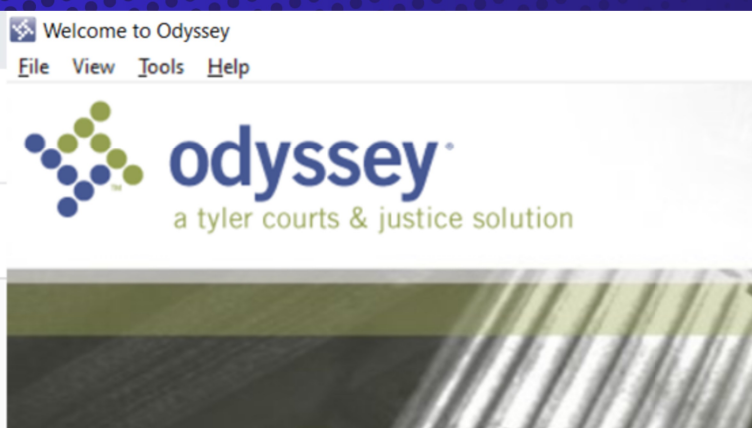 Welcome to Odyssey
File View Tools Help
odyssey
a tyler courts & justice solution
TM